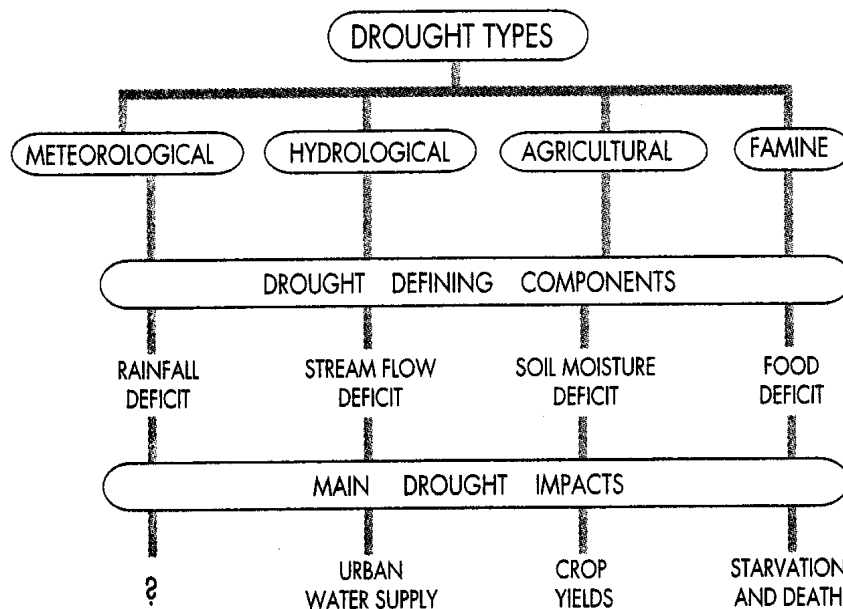 DROUGHT TYPES
METEOROLOGICAL HYDROLOGICAL AGRICULTURAL FAMINE
DROUGHT DEFINING COMPONENTS
RAINFALL STREAM FLOW SOIL MOISTURE FOOD
DEFICIT DEFICIT DEFICIT DEFICIT
MAIN DROUGHT IMPACTS
? URBAN CROP STARVATION
WATER SUPPLY YIELDS AND DEATH